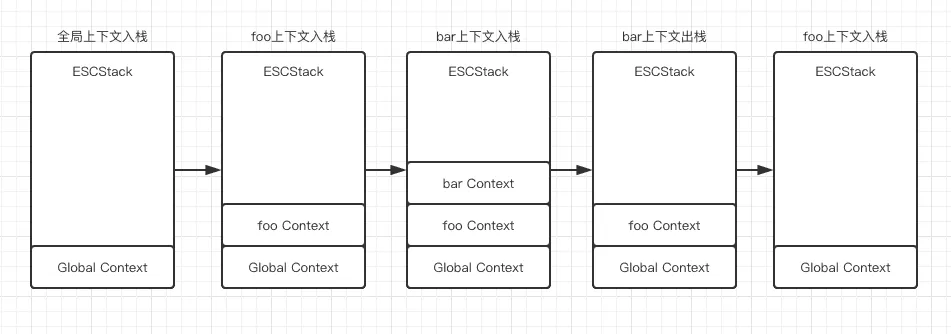 全局上下文入栈
foo上下文入栈
bar上下文入栈
bar上下文出栈
foo上下文入栈
ESCStack
ESCStack
ESCStack
ESCStack
ESCStack
bar Context
foo Context
foo Context
foo Context
Global Context
Global Context
Global Context
Global Context
Global Context